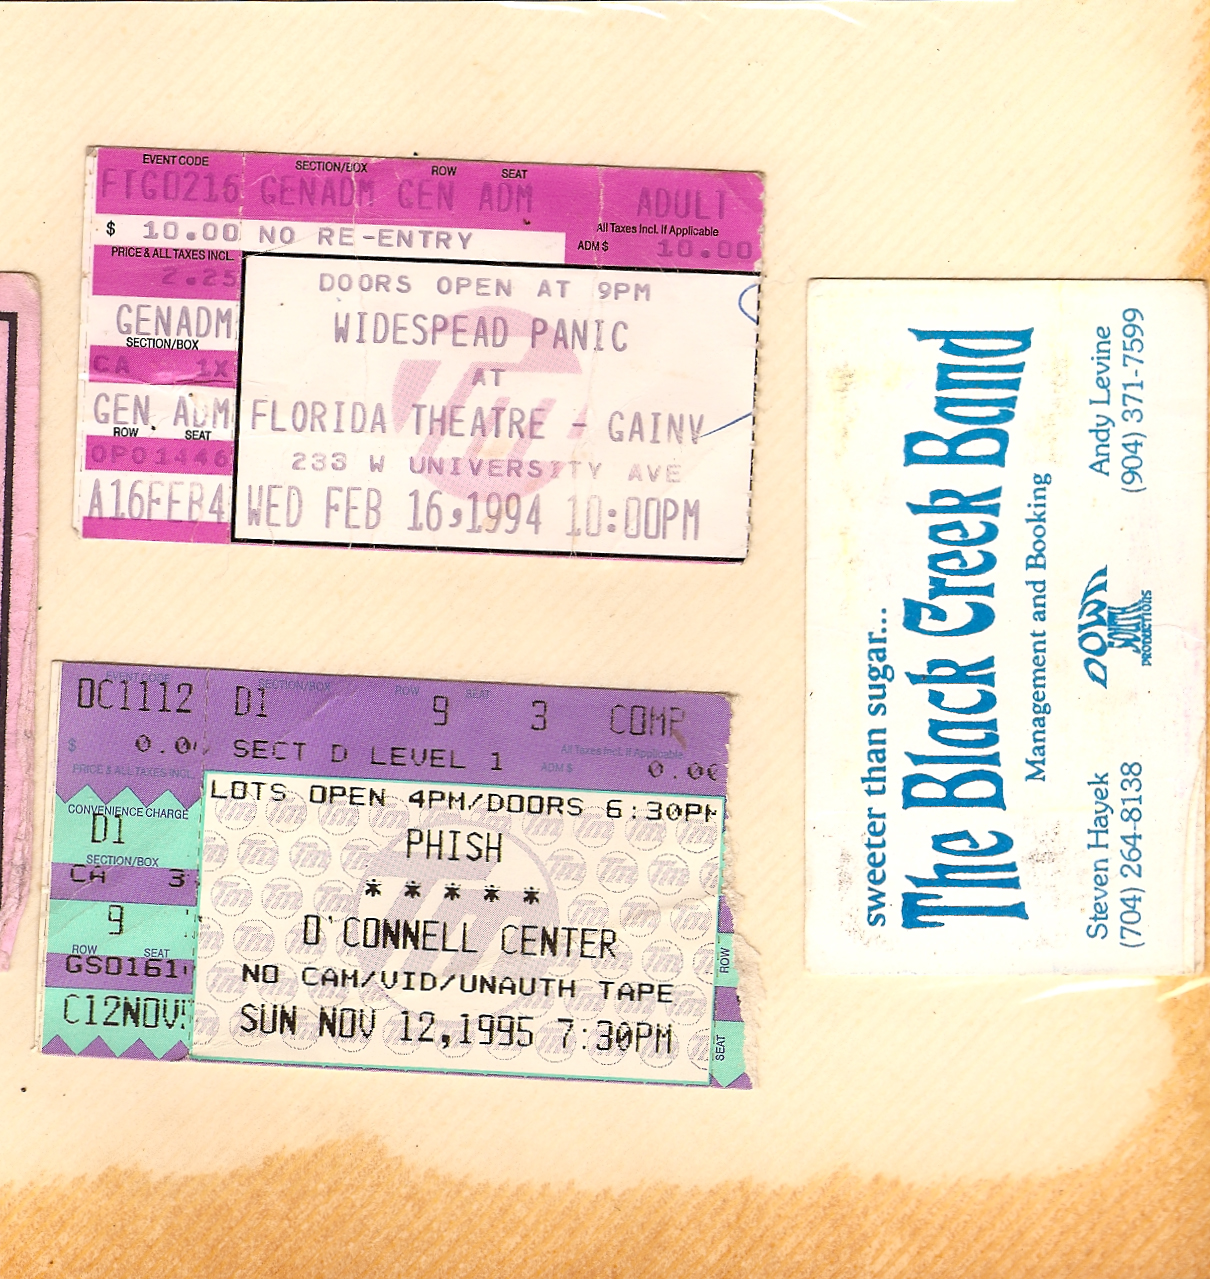 EVENT CODE SECTION/BOX ROW SEAT
FTG0216 GENADM GEN ADM ADULT
$ 10.00 NO RE-ENTRY
All Taxes Incl. If Applicable
ADM $ 10.00
PRICE & ALL TAXES INCL.
2.25
GENADM
SECTION/BOX
CA 1X
GEN ADM
ROW SEAT
OPO1446
A16FEB4
DOORS OPEN AT 9PM
WIDESPEAD PANIC
AT
FLORIDA THEATRE - GAINV
233 W UNIVERSITY AVE
WED FEB 16,1994 10:00PM
EVENT CODE SECTION/BOX ROW SEAT
OC1112 D1 9 3 COMP
$ 0.0
SECT D LEVEL 1
All Taxes Incl. If Applicable
ADM $ 0.00
PRICE & ALL TAXES INCL.
CONVENIENCE CHARGE
D1
SECTION/BOX
CA 3
9
ROW SEAT
GS0161
C12NOV
LOTS OPEN 4PM/DOORS 6:30PM
PHISH
* * * * *
O'CONNELL CENTER
NO CAM/VID/UNAUTH TAPE
SUN NOV 12,1995 7:30PM
ROW
SEAT
sweeter than sugar...
The Black Creek Band
Management and Booking
Steven Hayek
(704) 264-8138
DOWN
SOUTH
PRODUCTIONS
Andy Levine
(904) 371-7599